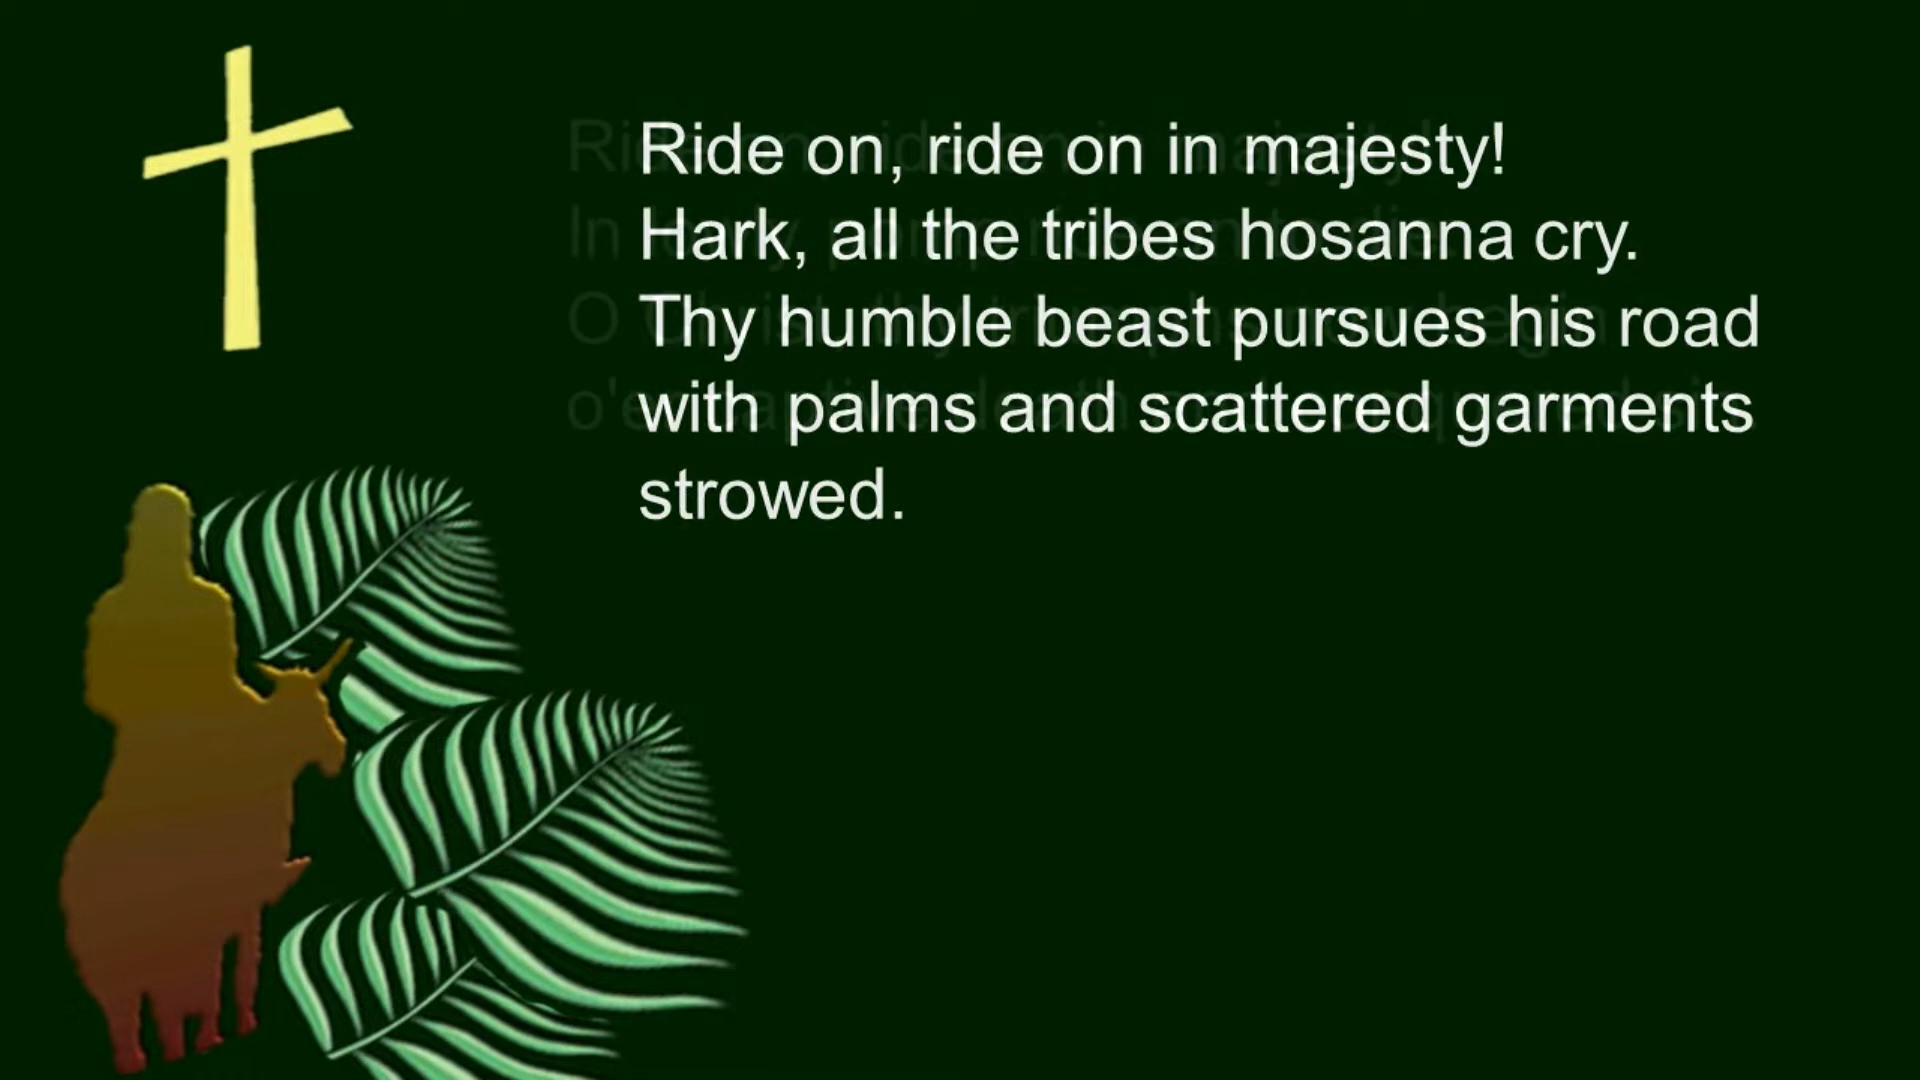 Ride on, ride on in majesty!
Hark, all the tribes hosanna cry.
Thy humble beast pursues his road
with palms and scattered garments
strowed.